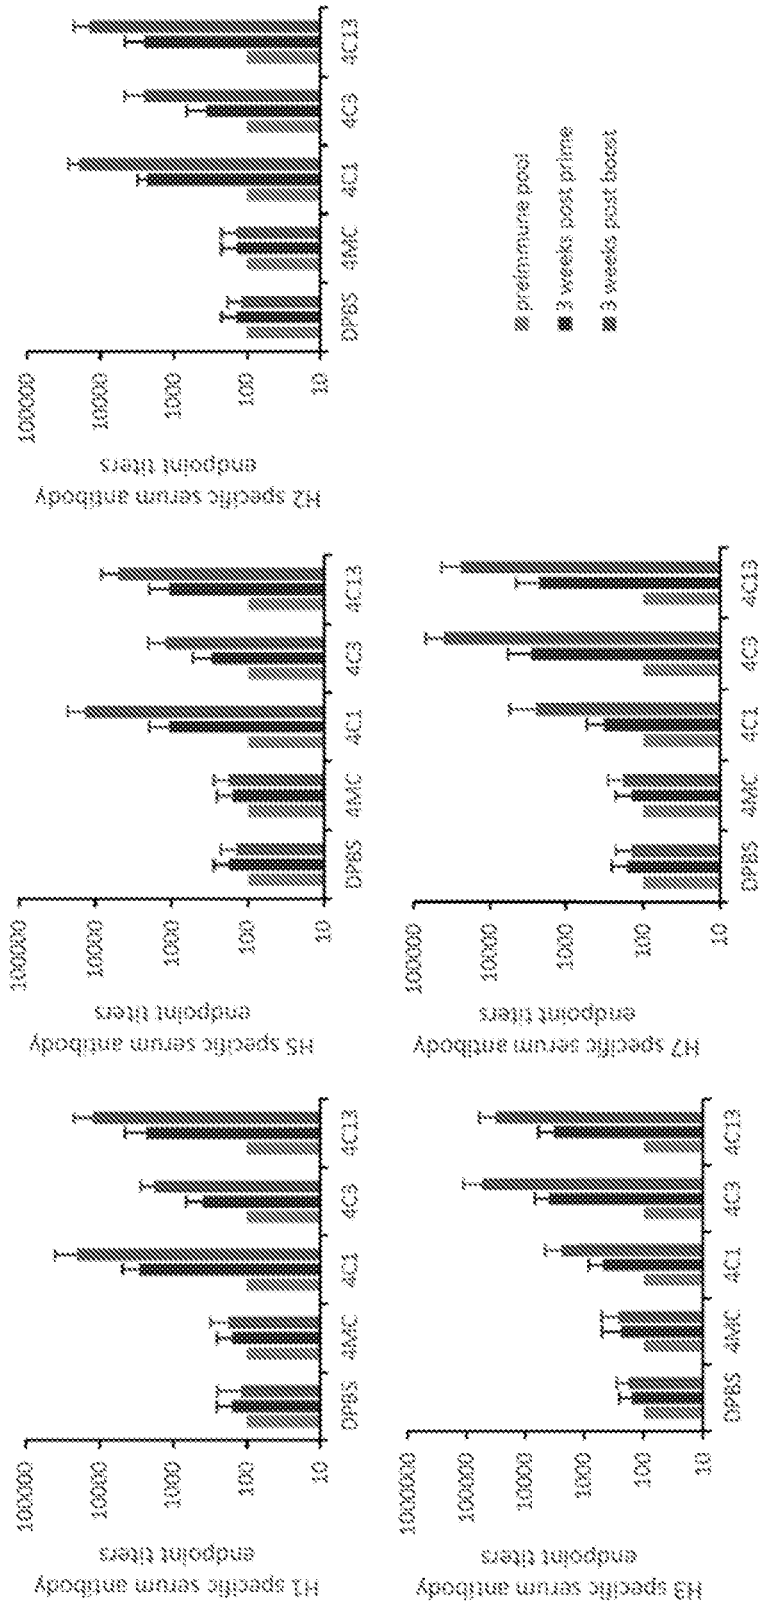 H1 specific serum antibody
endpoint titers
100000
10000
1000
100
10
DPBS 4MC 4C1 4C3 4C13
H5 specific serum antibody
endpoint titers
100000
10000
1000
100
10
DPBS 4MC 4C1 4C3 4C13
H2 specific serum antibody
endpoint titers
100000
10000
1000
100
10
DPBS 4MC 4C1 4C3 4C13
H3 specific serum antibody
endpoint titers
1000000
100000
10000
1000
100
10
DPBS 4MC 4C1 4C3 4C13
H7 specific serum antibody
endpoint titers
100000
10000
1000
100
10
DPBS 4MC 4C1 4C3 4C13
preimmune pool
3 weeks post prime
3 weeks post boost